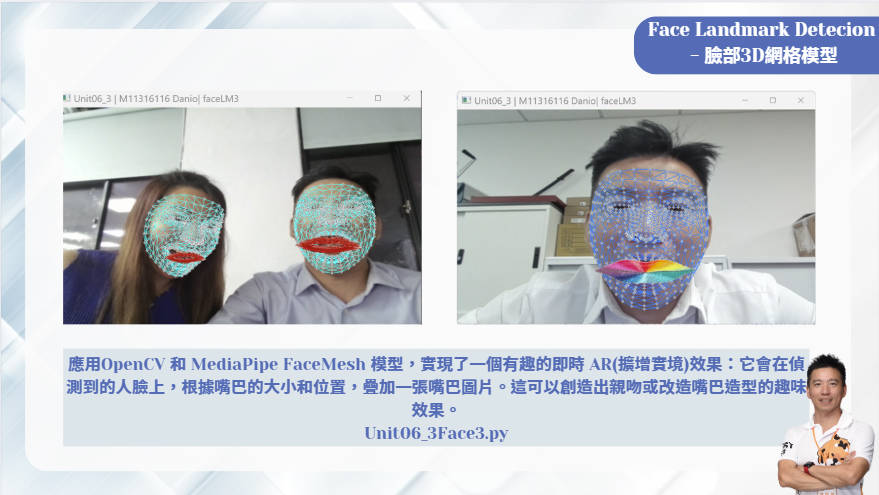 Face Landmark Detecion
- 臉部3D網格模型
Unit06_3 | M11316116 Danio| faceLM3
Unit06_3 | M11316116 Danio| faceLM3
應用OpenCV 和 MediaPipe FaceMesh 模型，實現了一個有趣的即時 AR(擴增實境)效果：它會在偵
測到的人臉上，根據嘴巴的大小和位置，疊加一張嘴巴圖片。這可以創造出親吻或改造嘴巴造型的趣味
效果。
Unit06_3Face3.py